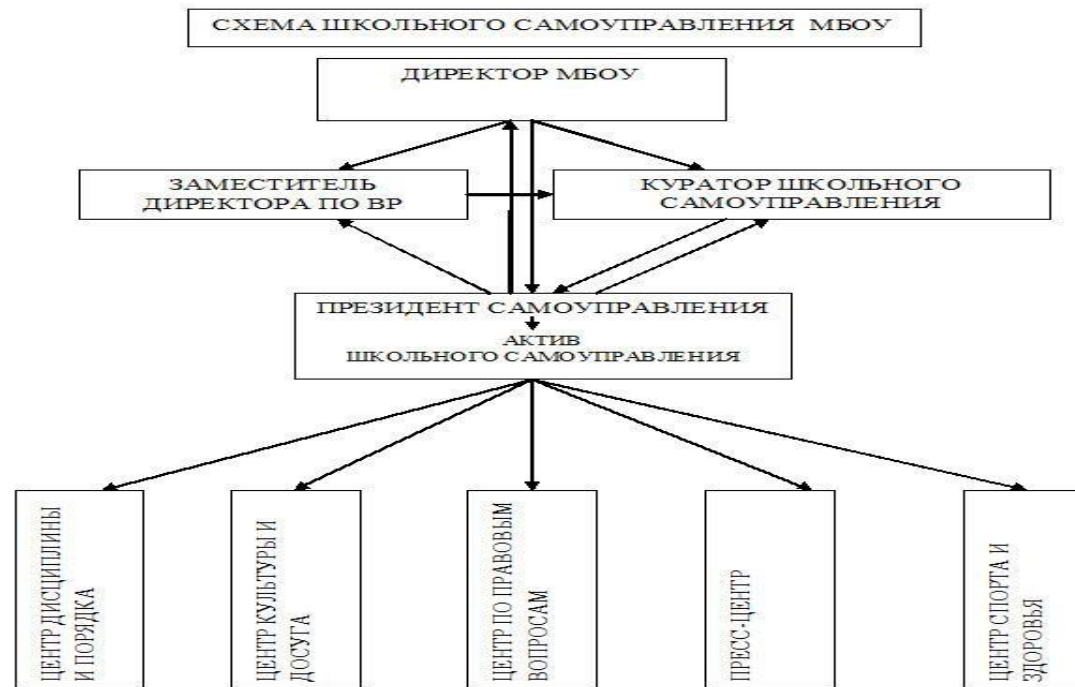 СХЕМА ШКОЛЬНОГО САМОУПРАВЛЕНИЯ МБОУ
ДИРЕКТОР МБОУ
ЗАМЕСТИТЕЛЬ
ДИРЕКТОРА ПО ВР
КУРАТОР ШКОЛЬНОГО
САМОУПРАВЛЕНИЯ
ПРЕЗИДЕНТ САМОУПРАВЛЕНИЯ
АКТИВ
ШКОЛЬНОГО САМОУПРАВЛЕНИЯ
ЦЕНТР ДИСЦИПЛИНЫ
И ПОРЯДКА
ЦЕНТР КУЛЬТУРЫ И
ДОСУГА
ЦЕНТР ПО ПРАВОВЫМ
ВОПРОСАМ
ПРЕСС-ЦЕНТР
ЦЕНТР СПОРТА И
ЗДОРОВЬЯ